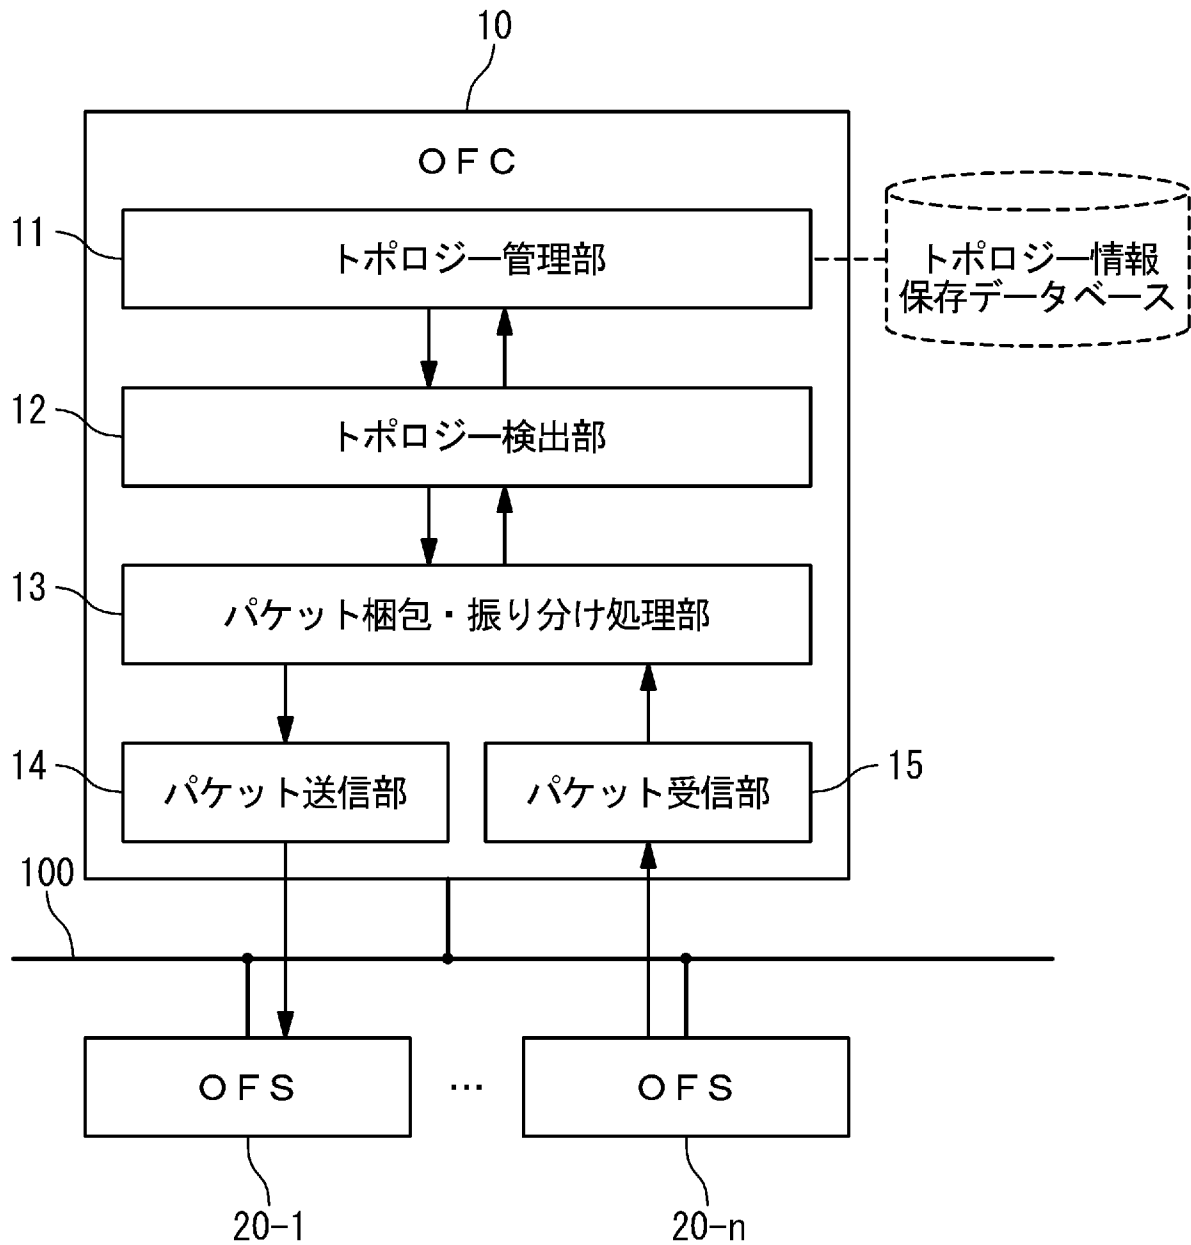 10
OFC
11
トポロジー管理部
トポロジー情報
保存データベース
12
トポロジー検出部
13
パケット梱包・振り分け処理部
14
パケット送信部
パケット受信部
15
100
OFS
...
OFS
20-1
20-n